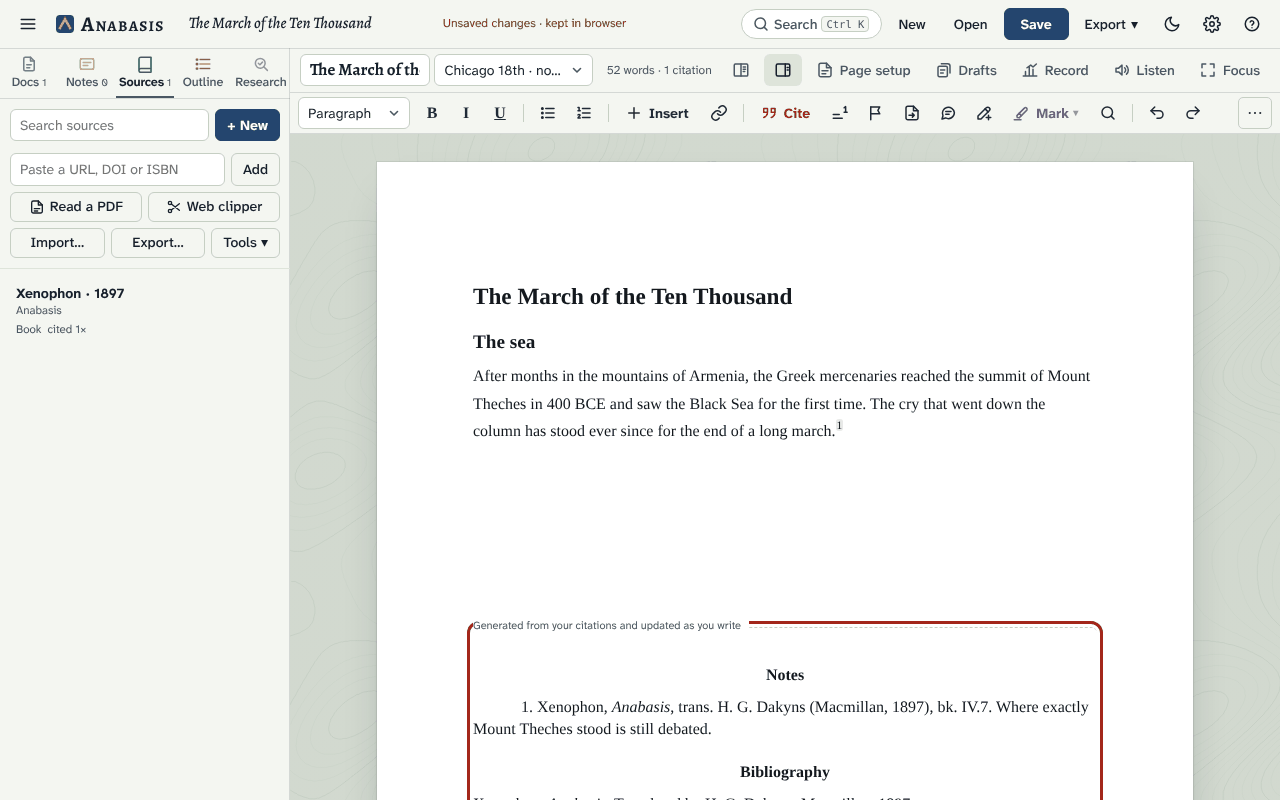 ANABASIS
The March of the Ten Thousand
Unsaved changes · kept in browser
Search Ctrl K
New
Open
Save
Export ▾
Docs 1
Notes 0
Sources 1
Outline
Research
The March of th
Chicago 18th · no...
52 words · 1 citation
Page setup
Drafts
Record
Listen
Focus
Search sources
+ New
Paste a URL, DOI or ISBN
Add
Read a PDF
Web clipper
Import...
Export...
Tools ▾
Xenophon · 1897
Anabasis
Book cited 1×
Paragraph
B I U
Insert
Cite
Mark ▾
The March of the Ten Thousand
The sea
After months in the mountains of Armenia, the Greek mercenaries reached the summit of Mount
Theches in 400 BCE and saw the Black Sea for the first time. The cry that went down the
column has stood ever since for the end of a long march.1
Generated from your citations and updated as you write
Notes
1. Xenophon, Anabasis, trans. H. G. Dakyns (Macmillan, 1897), bk. IV.7. Where exactly
Mount Theches stood is still debated.
Bibliography